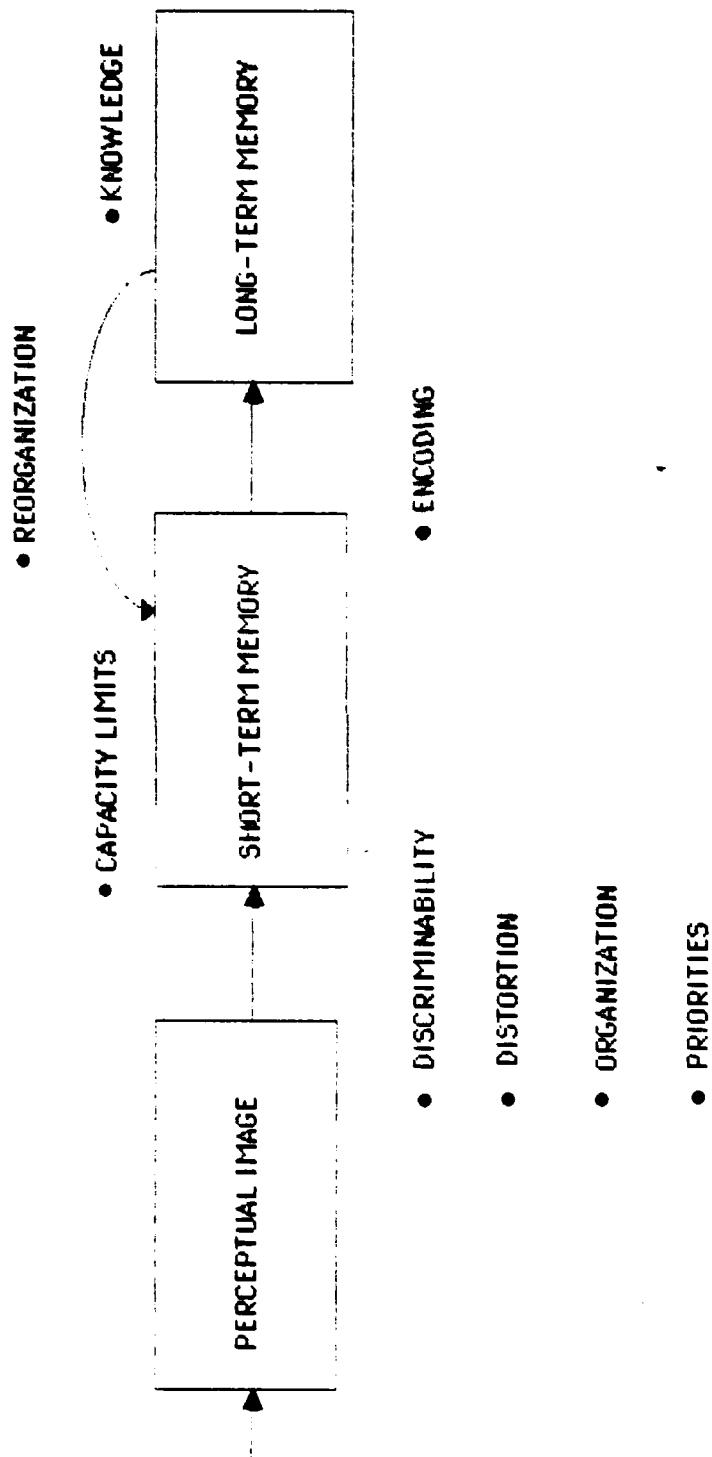 ● REORGANIZATION
● CAPACITY LIMITS
● KNOWLEDGE
PERCEPTUAL IMAGE
SHORT-TERM MEMORY
LONG-TERM MEMORY
● DISCRIMINABILITY
● ENCODING
● DISTORTION
● ORGANIZATION
● PRIORITIES